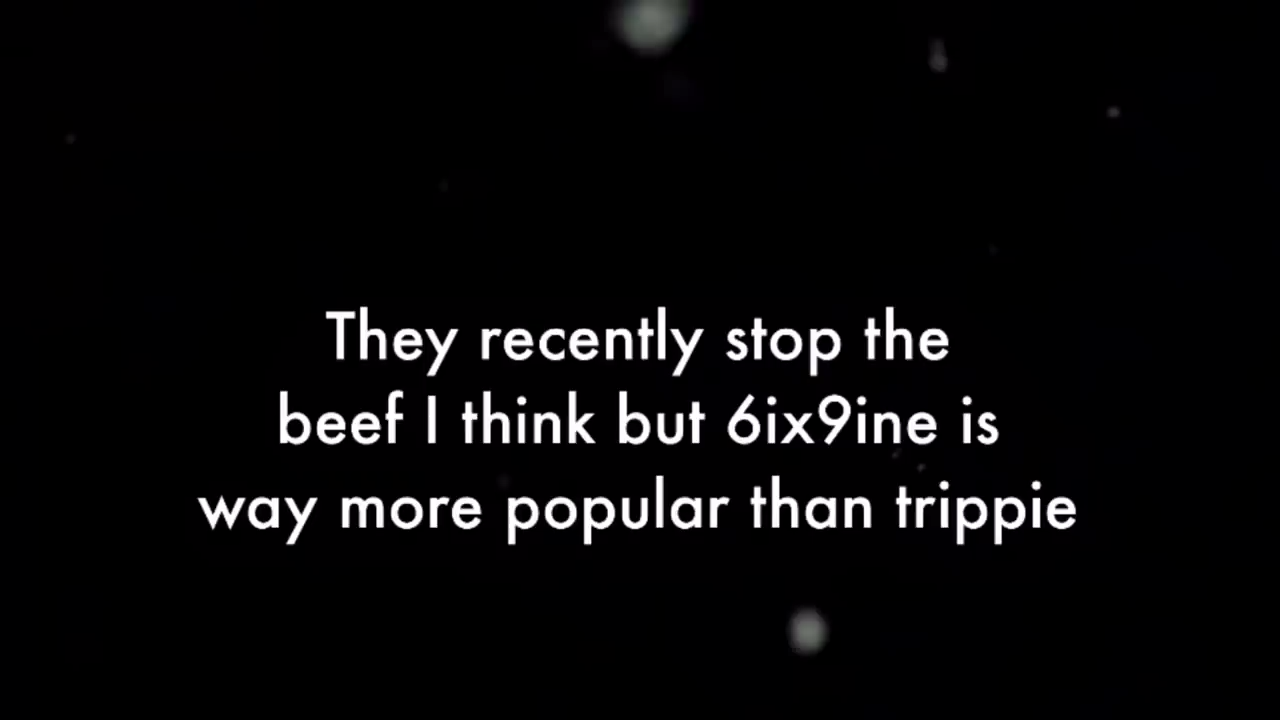 They recently stop the
beef I think but 6ix9ine is
way more popular than trippie